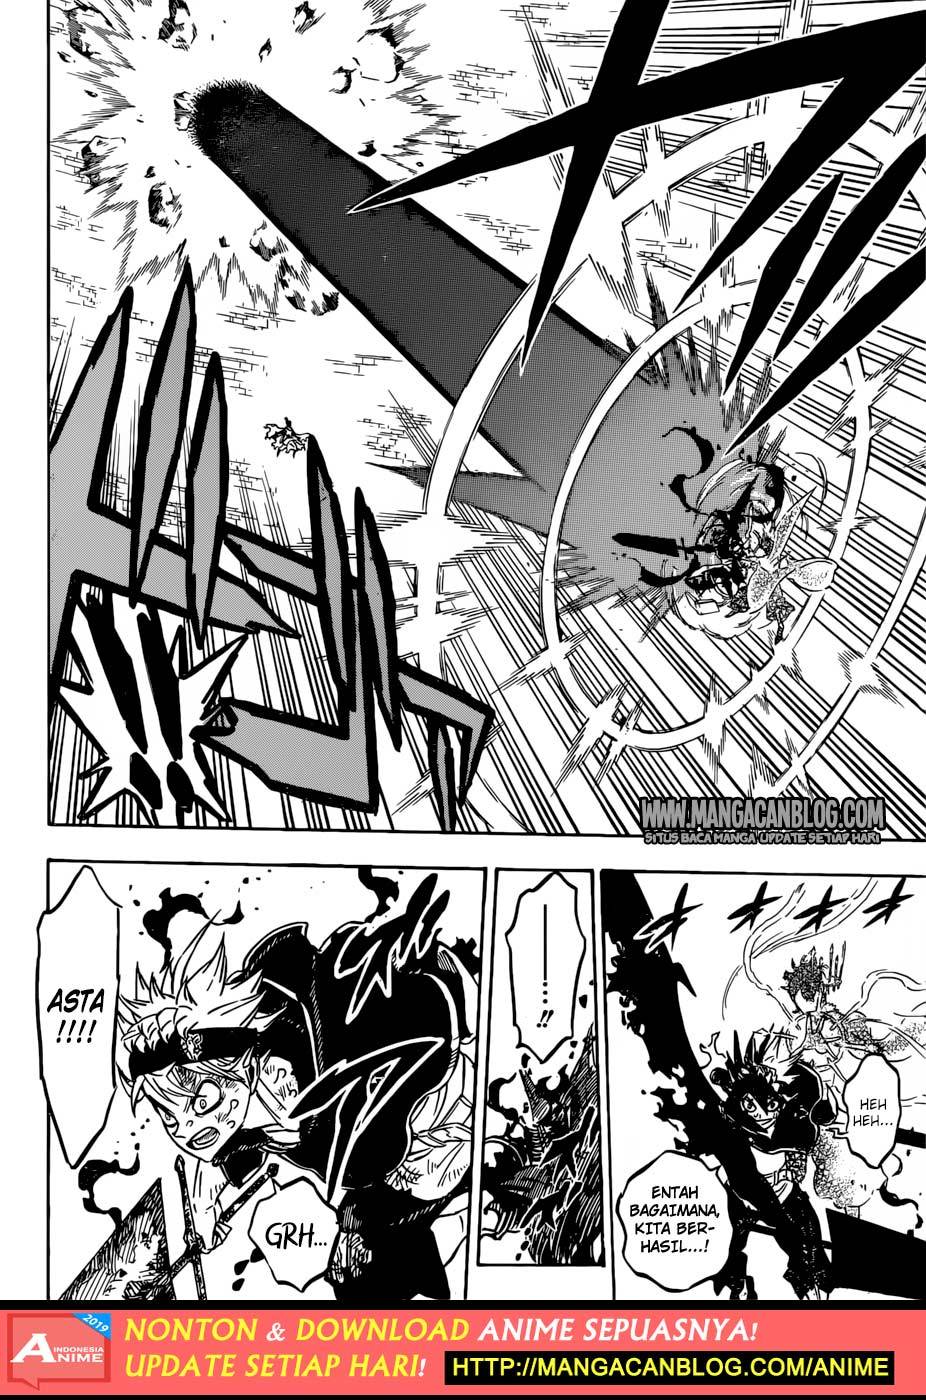 WWW.MANGACANBLOG.COM
SITUS BACA MANGA UPDATE SETIAP HARI
HEH
HEH...
ENTAH
BAGAIMANA,
KITA BER-
HASIL...!
!!
ASTA
!!!!
GRH...
2019
INDONESIA
ANIME
NONTON & DOWNLOAD ANIME SEPUASNYA!
UPDATE SETIAP HARI! HTTP://MANGACANBLOG.COM/ANIME